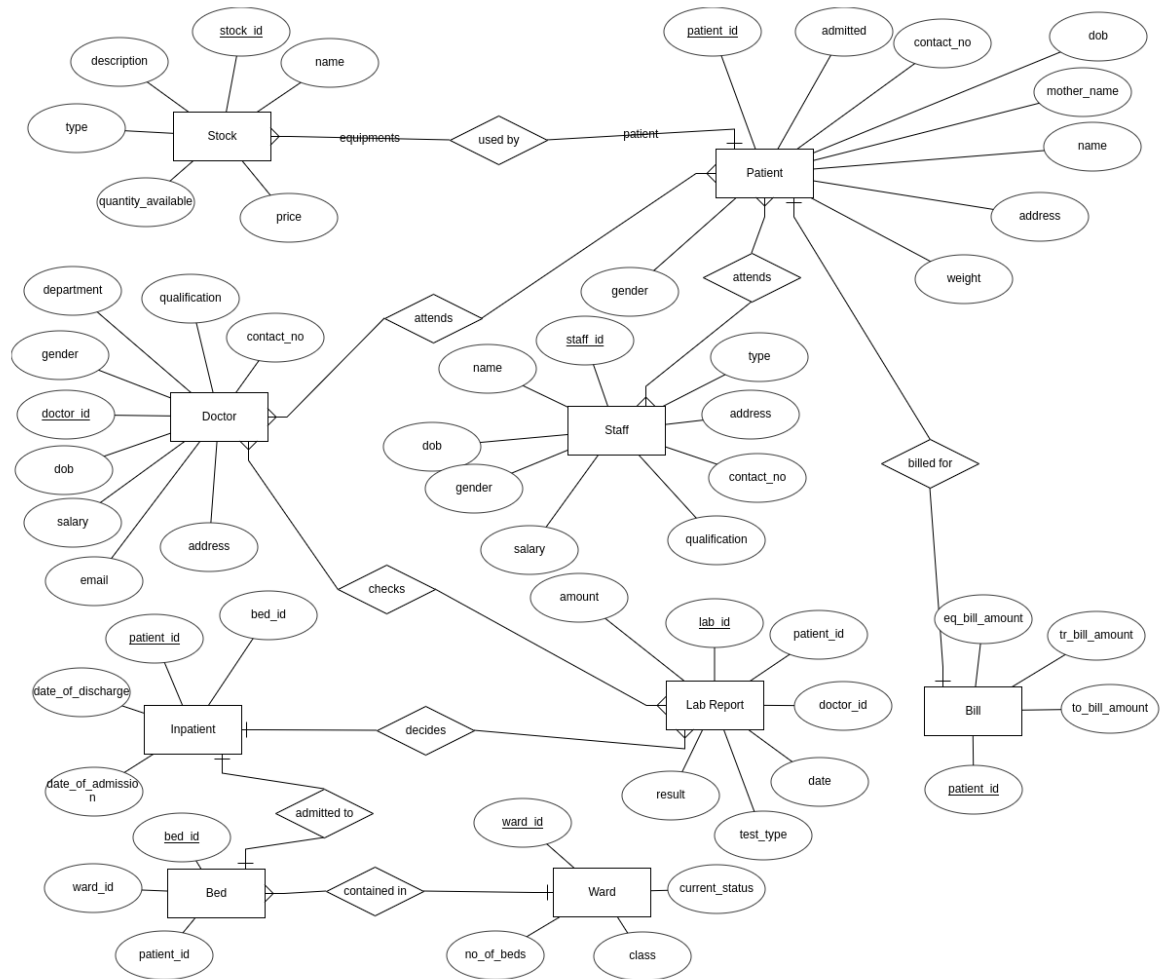 stock_id
description
name
type
Stock
equipments
used by
patient
quantity_available
price
patient_id
admitted
contact_no
dob
mother_name
name
Patient
address
weight
gender
attends
attends
department
qualification
contact_no
gender
doctor_id
Doctor
dob
salary
address
email
staff_id
name
type
address
Staff
dob
gender
contact_no
salary
qualification
billed for
checks
amount
lab_id
patient_id
Lab Report
doctor_id
date
result
test_type
eq_bill_amount
tr_bill_amount
Bill
to_bill_amount
patient_id
bed_id
patient_id
date_of_discharge
Inpatient
decides
date_of_admissio
n
admitted to
bed_id
ward_id
Bed
contained in
patient_id
ward_id
Ward
current_status
no_of_beds
class